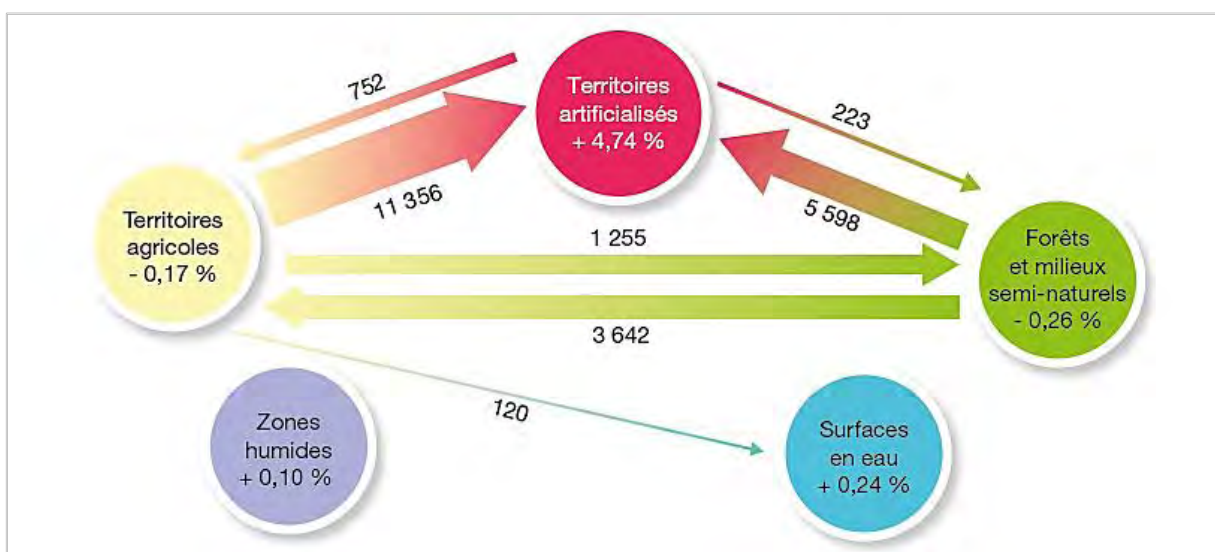 752
Territoires
artificialisés
+ 4,74 %
223
11 356
5 598
Territoires
agricoles
- 0,17 %
1 255
Forêts
et milieux
semi-naturels
- 0,26 %
3 642
120
Zones
humides
+ 0,10 %
Surfaces
en eau
+ 0,24 %